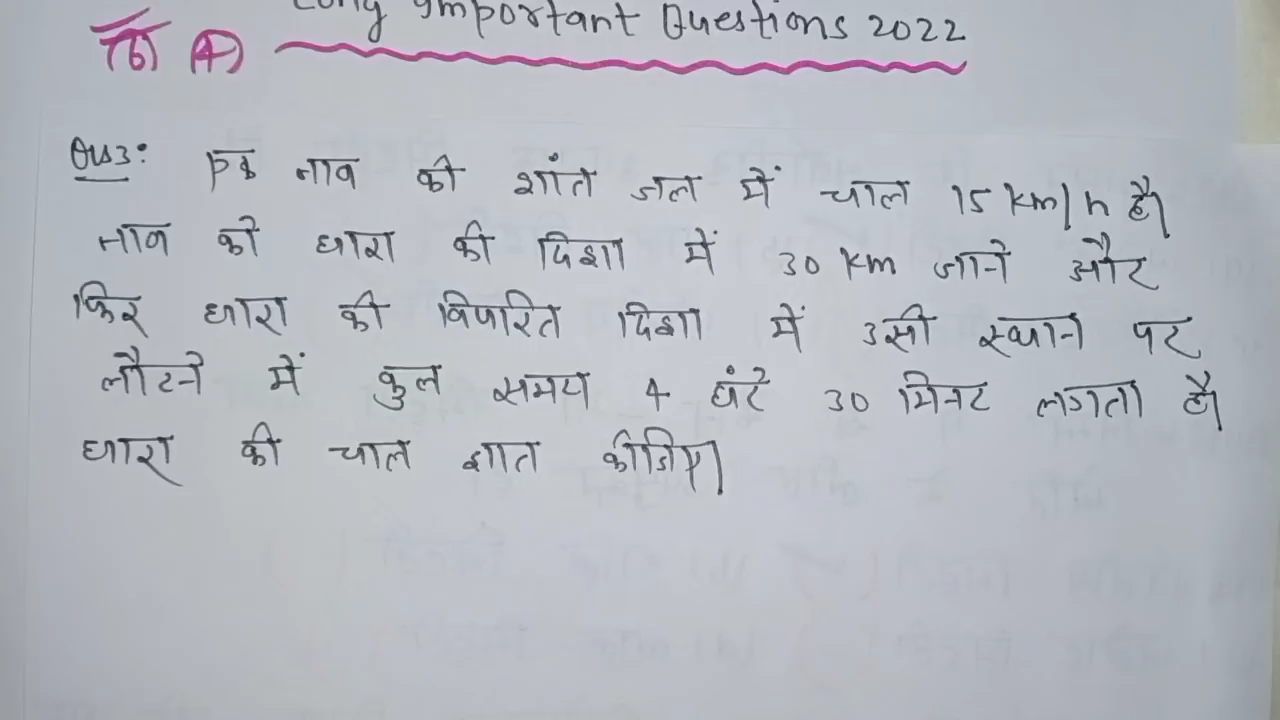 Long Important Questions 2022
(4)
Qus3: एक नाव की शांत जल में चाल 15 km/h है।
नाव को धारा की दिशा में 30 km जाने और
फिर धारा की विपरित दिशा में उसी स्थान पर
लौटने में कुल समय 4 घंटे 30 मिनट लगता है।
धारा की चाल ज्ञात कीजिए।